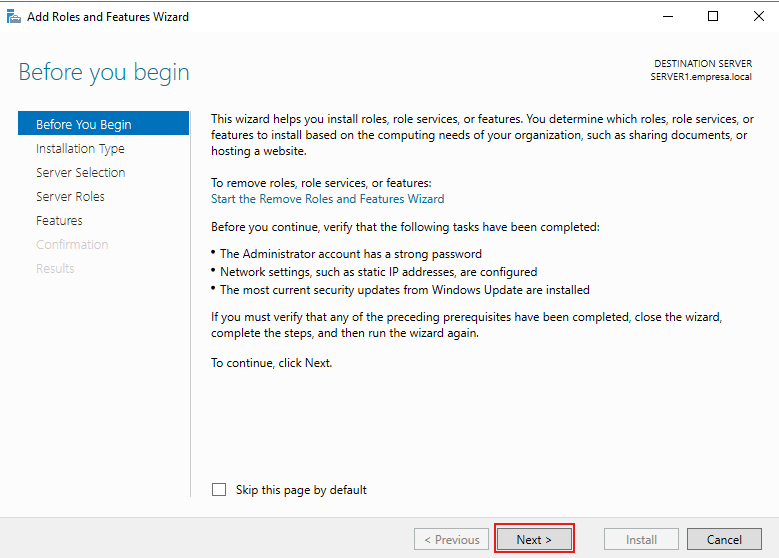 Add Roles and Features Wizard
Before you begin
DESTINATION SERVER
SERVER1.empresa.local
Before You Begin
Installation Type
Server Selection
Server Roles
Features
Confirmation
Results
This wizard helps you install roles, role services, or features. You determine which roles, role services, or
features to install based on the computing needs of your organization, such as sharing documents, or
hosting a website.
To remove roles, role services, or features:
Start the Remove Roles and Features Wizard
Before you continue, verify that the following tasks have been completed:
• The Administrator account has a strong password
• Network settings, such as static IP addresses, are configured
• The most current security updates from Windows Update are installed
If you must verify that any of the preceding prerequisites have been completed, close the wizard,
complete the steps, and then run the wizard again.
To continue, click Next.
Skip this page by default
< Previous
Next >
Install
Cancel